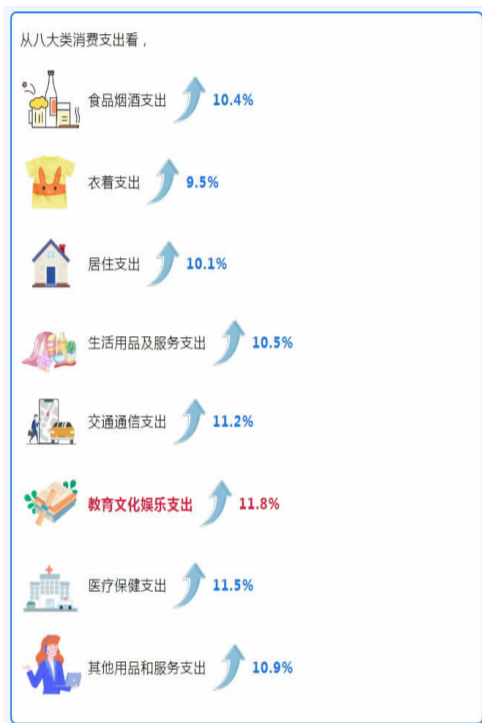 从八大类消费支出看，
食品烟酒支出 10.4%
衣着支出 9.5%
居住支出 10.1%
生活用品及服务支出 10.5%
交通通信支出 11.2%
教育文化娱乐支出 11.8%
医疗保健支出 11.5%
其他用品和服务支出 10.9%